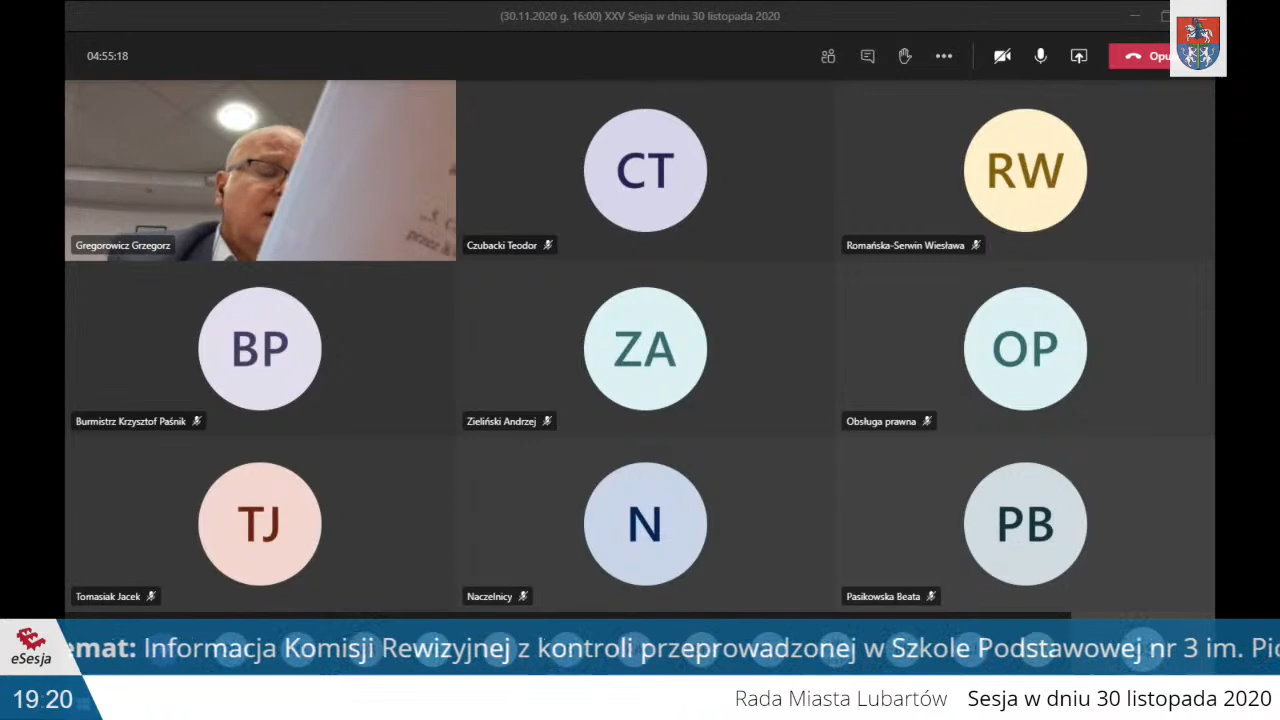 (30.11.2020 g. 16:00) XXV Sesja w dniu 30 listopada 2020
04:55:18
Gregorowicz Grzegorz
CT
Czubacki Teodor
RW
Romańska-Serwin Wiesława
BP
Burmistrz Krzysztof Paśnik
ZA
Zieliński Andrzej
OP
Obsługa prawna
TJ
Tomasiak Jacek
N
Naczelnicy
PB
Pasikowska Beata
eSesja
emat: Informacja Komisji Rewizyjnej z kontroli przeprowadzonej w Szkole Podstawowej nr 3 im.
19:20
Rada Miasta Lubartów Sesja w dniu 30 listopada 2020